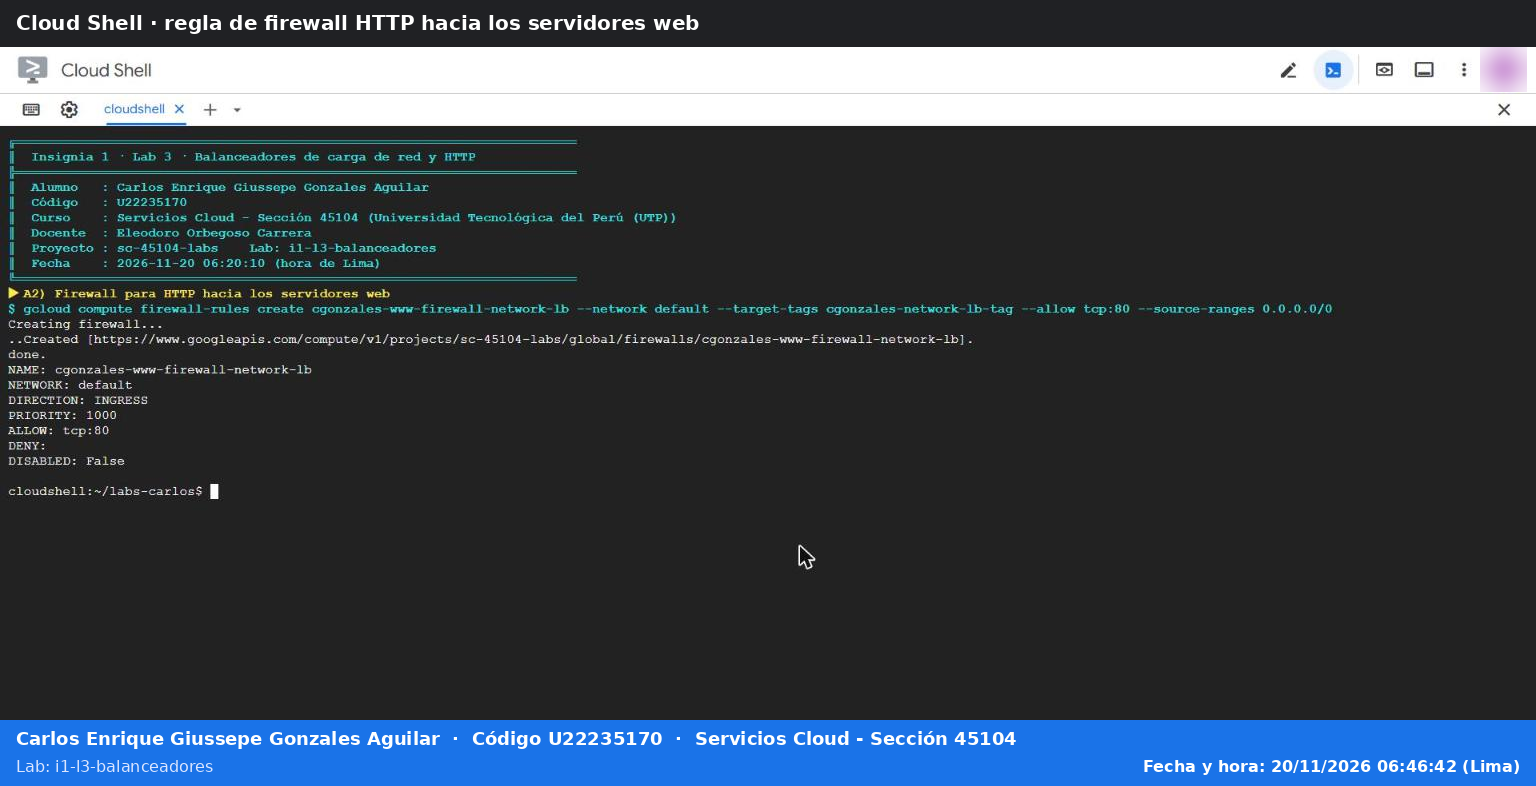 Cloud Shell · regla de firewall HTTP hacia los servidores web
Cloud Shell
cloudshell
Insignia 1 · Lab 3 · Balanceadores de carga de red y HTTP
Alumno : Carlos Enrique Giussepe Gonzales Aguilar
Código : U22235170
Curso : Servicios Cloud - Sección 45104 (Universidad Tecnológica del Perú (UTP))
Docente : Eleodoro Orbegoso Carrera
Proyecto : sc-45104-labs Lab: i1-l3-balanceadores
Fecha : 2026-11-20 06:20:10 (hora de Lima)
▶ A2) Firewall para HTTP hacia los servidores web
$ gcloud compute firewall-rules create cgonzales-www-firewall-network-lb --network default --target-tags cgonzales-network-lb-tag --allow tcp:80 --source-ranges 0.0.0.0/0
Creating firewall...
..Created [https://www.googleapis.com/compute/v1/projects/sc-45104-labs/global/firewalls/cgonzales-www-firewall-network-lb].
done.
NAME: cgonzales-www-firewall-network-lb
NETWORK: default
DIRECTION: INGRESS
PRIORITY: 1000
ALLOW: tcp:80
DENY:
DISABLED: False
cloudshell:~/labs-carlos$
Carlos Enrique Giussepe Gonzales Aguilar · Código U22235170 · Servicios Cloud - Sección 45104
Lab: i1-l3-balanceadores
Fecha y hora: 20/11/2026 06:46:42 (Lima)